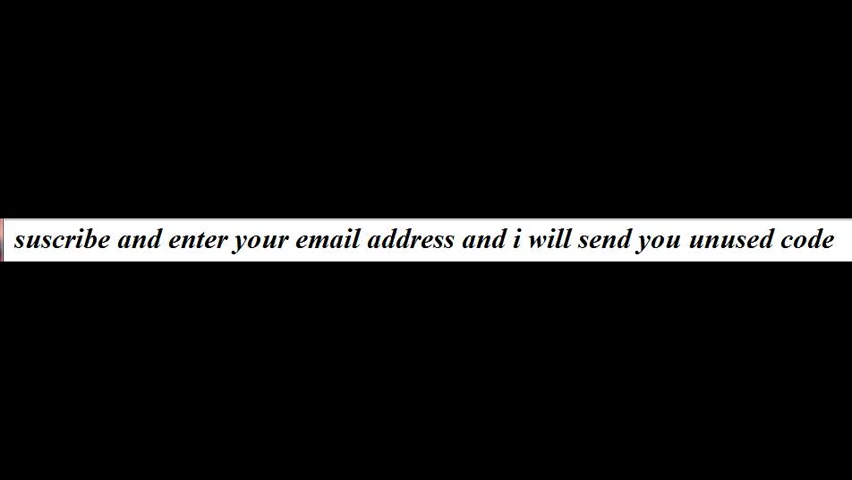 suscribe and enter your email address and i will send you unused code